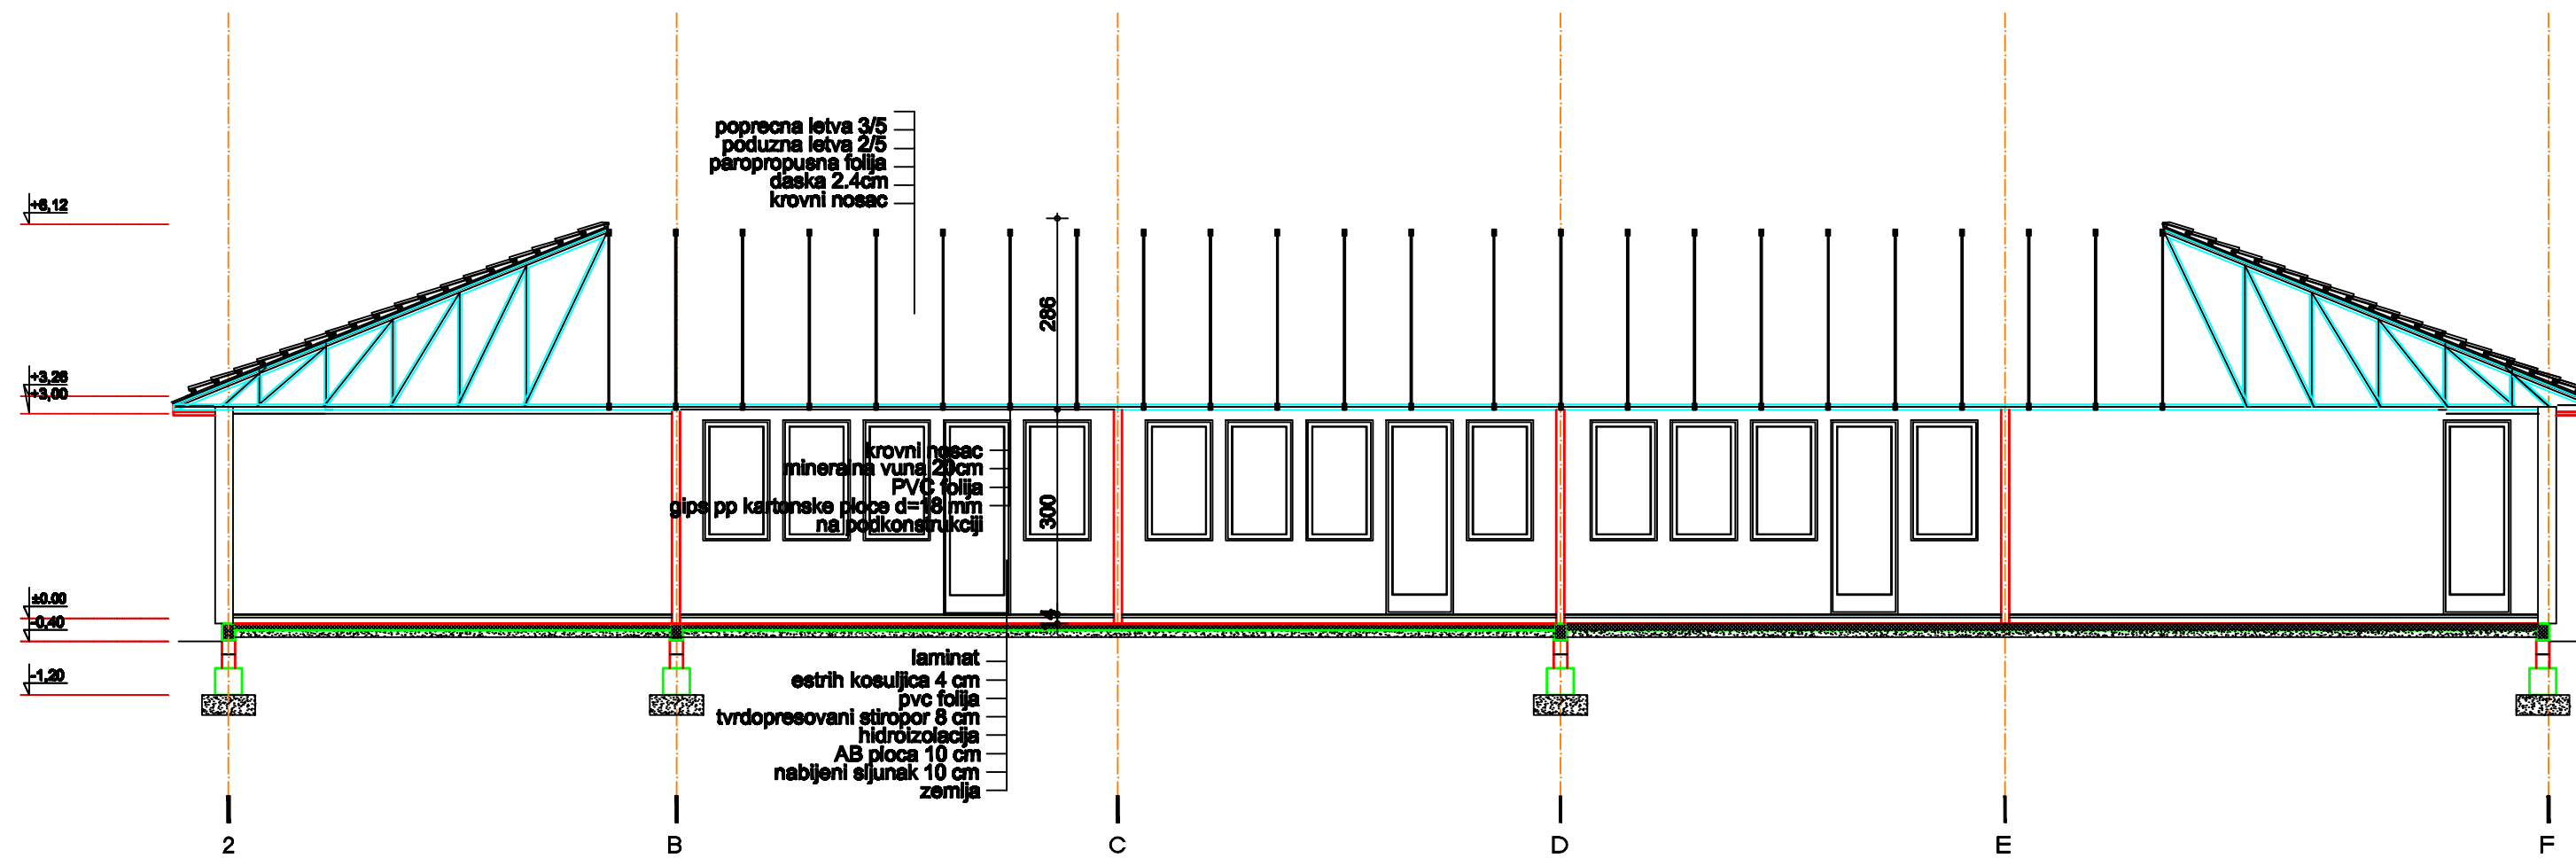 poprecna letva 3/5
poduzna letva 2/5
paropropusna folija
daska 2.4cm
krovni nosac
+6,12
286
+3,26
+3,00
krovni nosac
mineralna vuna 20cm
PVC folija
gips pp kartonske ploce d=18 mm
na podkonstrukciji
300
±0.00
-0,40
14
-1,20
laminat
estrih kosuljica 4 cm
pvc folija
tvrdopresovani stiropor 8 cm
hidroizolacija
AB ploca 10 cm
nabijeni sljunak 10 cm
zemlja
2 B C D E F